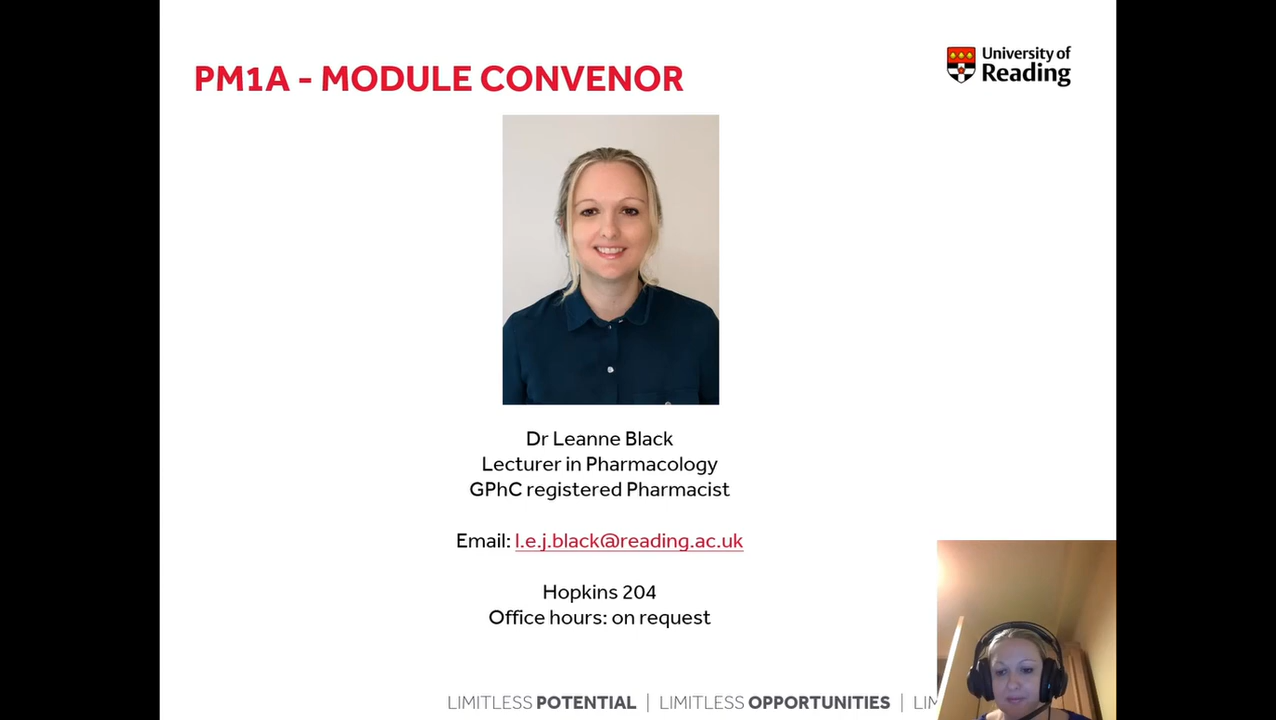 PM1A - MODULE CONVENOR
University of
Reading
Dr Leanne Black
Lecturer in Pharmacology
GPhC registered Pharmacist
Email: l.e.j.black@reading.ac.uk
Hopkins 204
Office hours: on request
LIMITLESS POTENTIAL | LIMITLESS OPPORTUNITIES | LIM